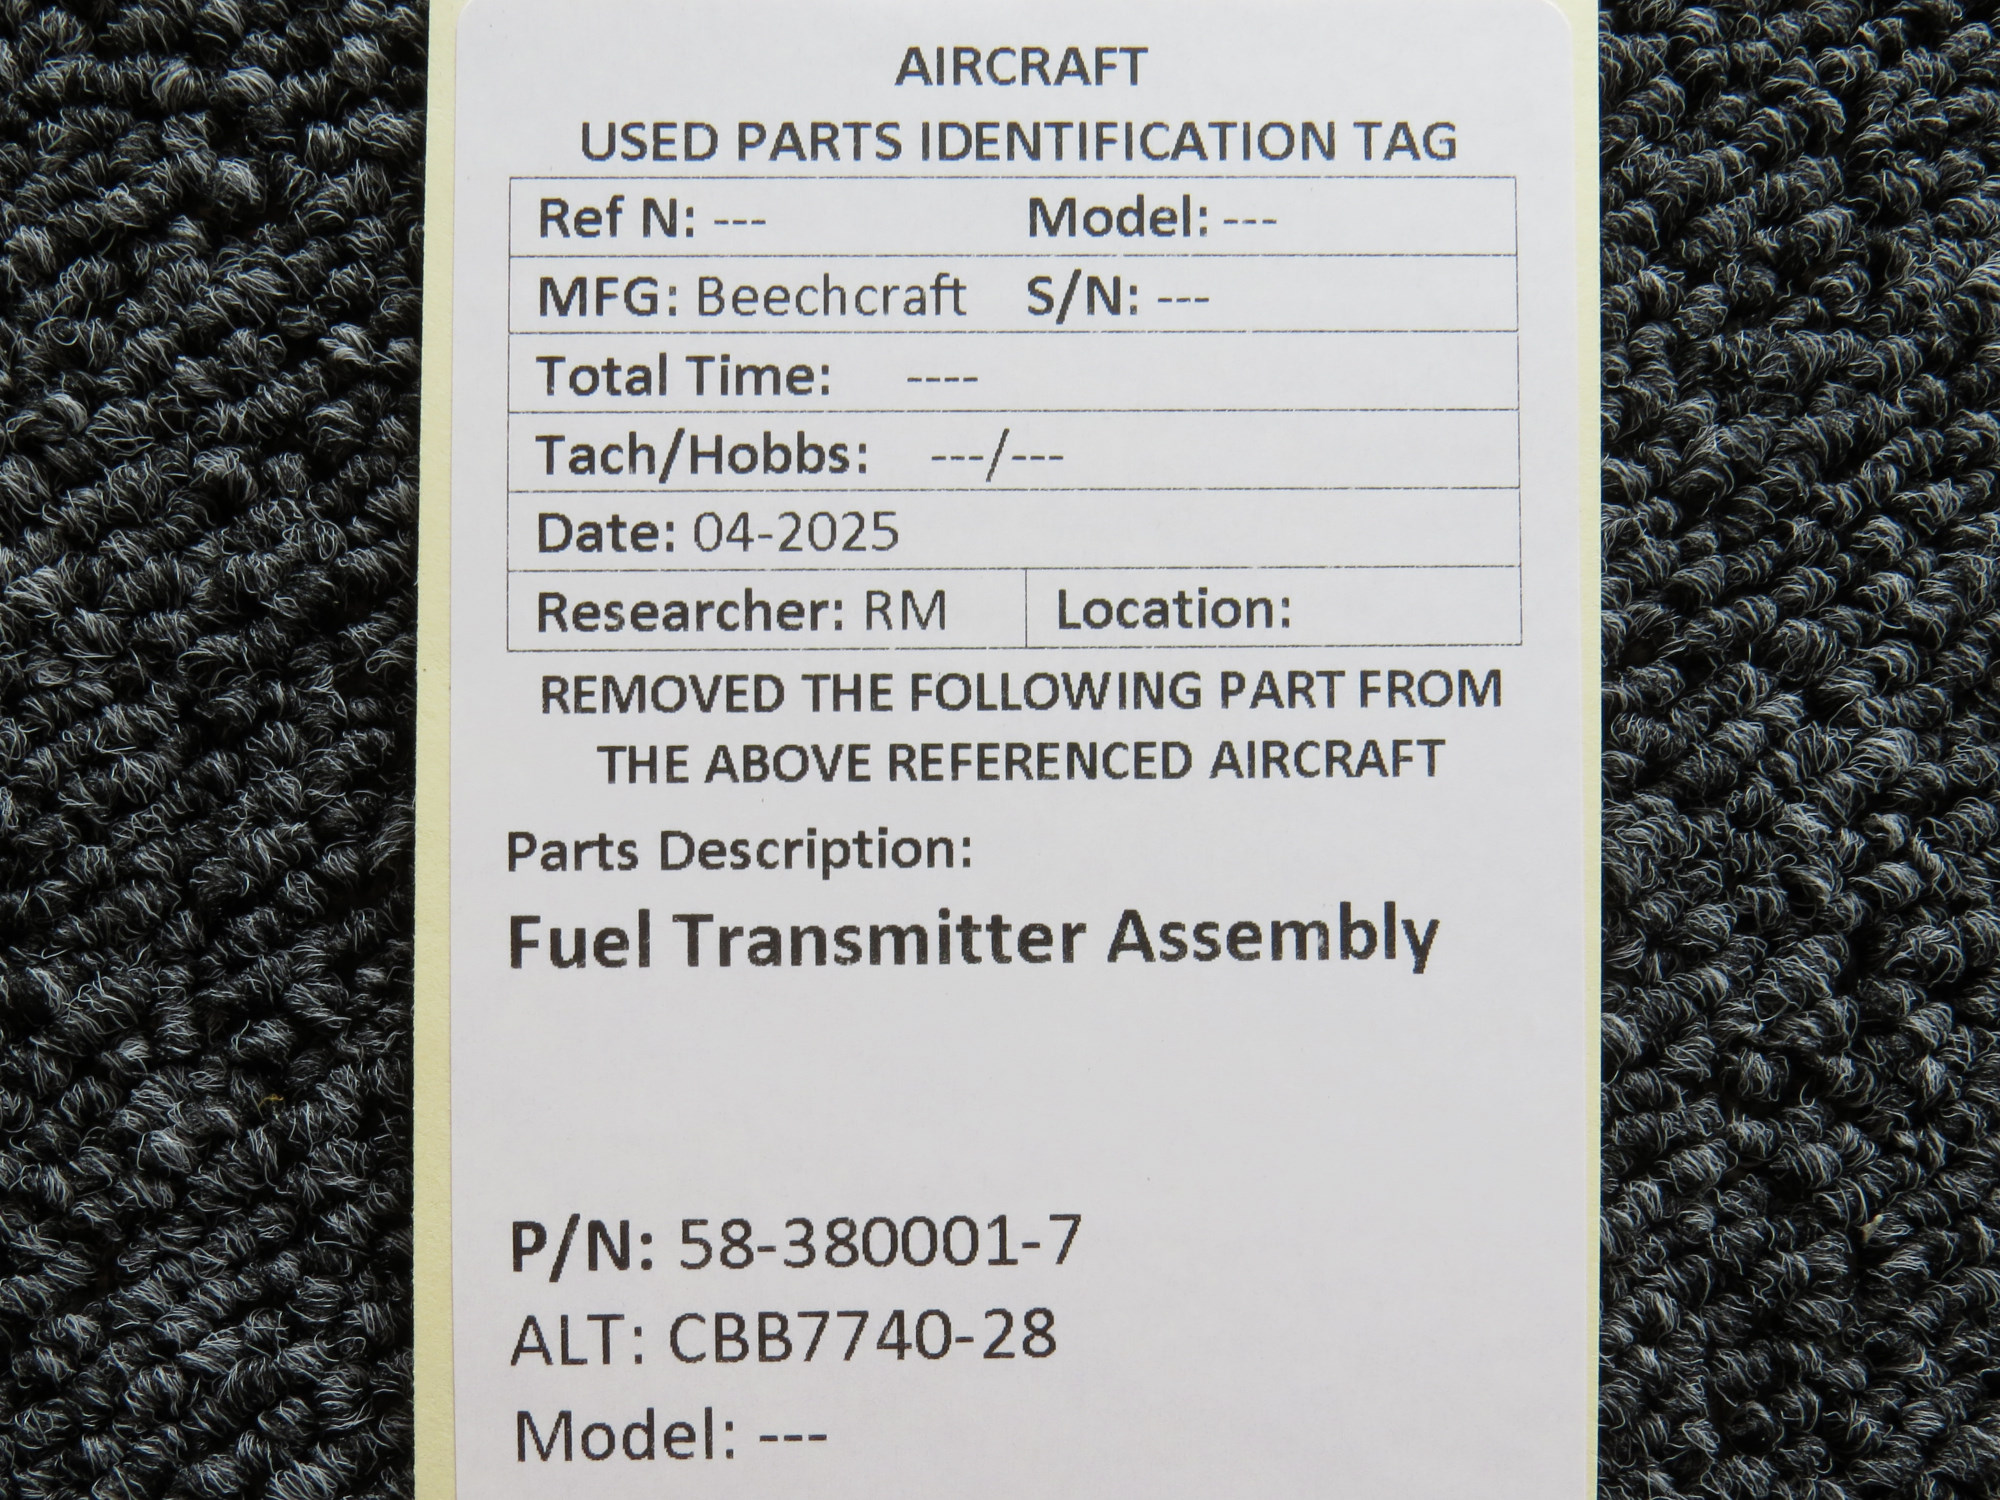 AIRCRAFT
USED PARTS IDENTIFICATION TAG
Ref N: --- Model: ---
MFG: Beechcraft S/N: ---
Total Time: ----
Tach/Hobbs: ---/---
Date: 04-2025
Researcher: RM Location:
REMOVED THE FOLLOWING PART FROM
THE ABOVE REFERENCED AIRCRAFT
Parts Description:
Fuel Transmitter Assembly
P/N: 58-380001-7
ALT: CBB7740-28
Model: ---